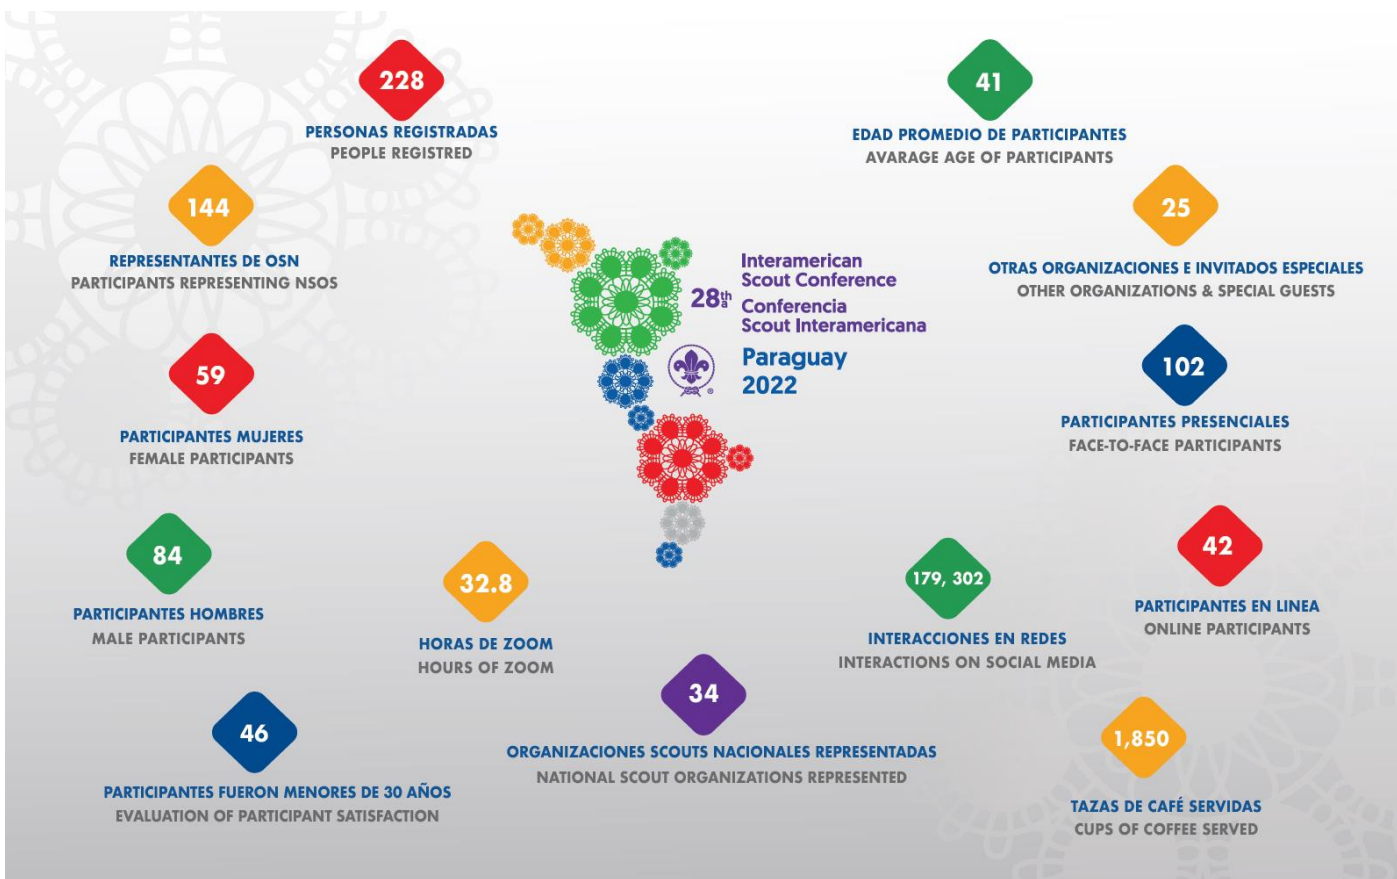 228
PERSONAS REGISTRADAS
PEOPLE REGISTRED
41
EDAD PROMEDIO DE PARTICIPANTES
AVARAGE AGE OF PARTICIPANTS
144
REPRESENTANTES DE OSN
PARTICIPANTS REPRESENTING NSOS
25
OTRAS ORGANIZACIONES E INVITADOS ESPECIALES
OTHER ORGANIZATIONS & SPECIAL GUESTS
28th a
Interamerican
Scout Conference
Conferencia
Scout Interamericana
Paraguay
2022
®
59
PARTICIPANTES MUJERES
FEMALE PARTICIPANTS
102
PARTICIPANTES PRESENCIALES
FACE-TO-FACE PARTICIPANTS
84
PARTICIPANTES HOMBRES
MALE PARTICIPANTS
32.8
HORAS DE ZOOM
HOURS OF ZOOM
179, 302
INTERACCIONES EN REDES
INTERACTIONS ON SOCIAL MEDIA
42
PARTICIPANTES EN LINEA
ONLINE PARTICIPANTS
46
PARTICIPANTES FUERON MENORES DE 30 AÑOS
EVALUATION OF PARTICIPANT SATISFACTION
34
ORGANIZACIONES SCOUTS NACIONALES REPRESENTADAS
NATIONAL SCOUT ORGANIZATIONS REPRESENTED
1,850
TAZAS DE CAFÉ SERVIDAS
CUPS OF COFFEE SERVED